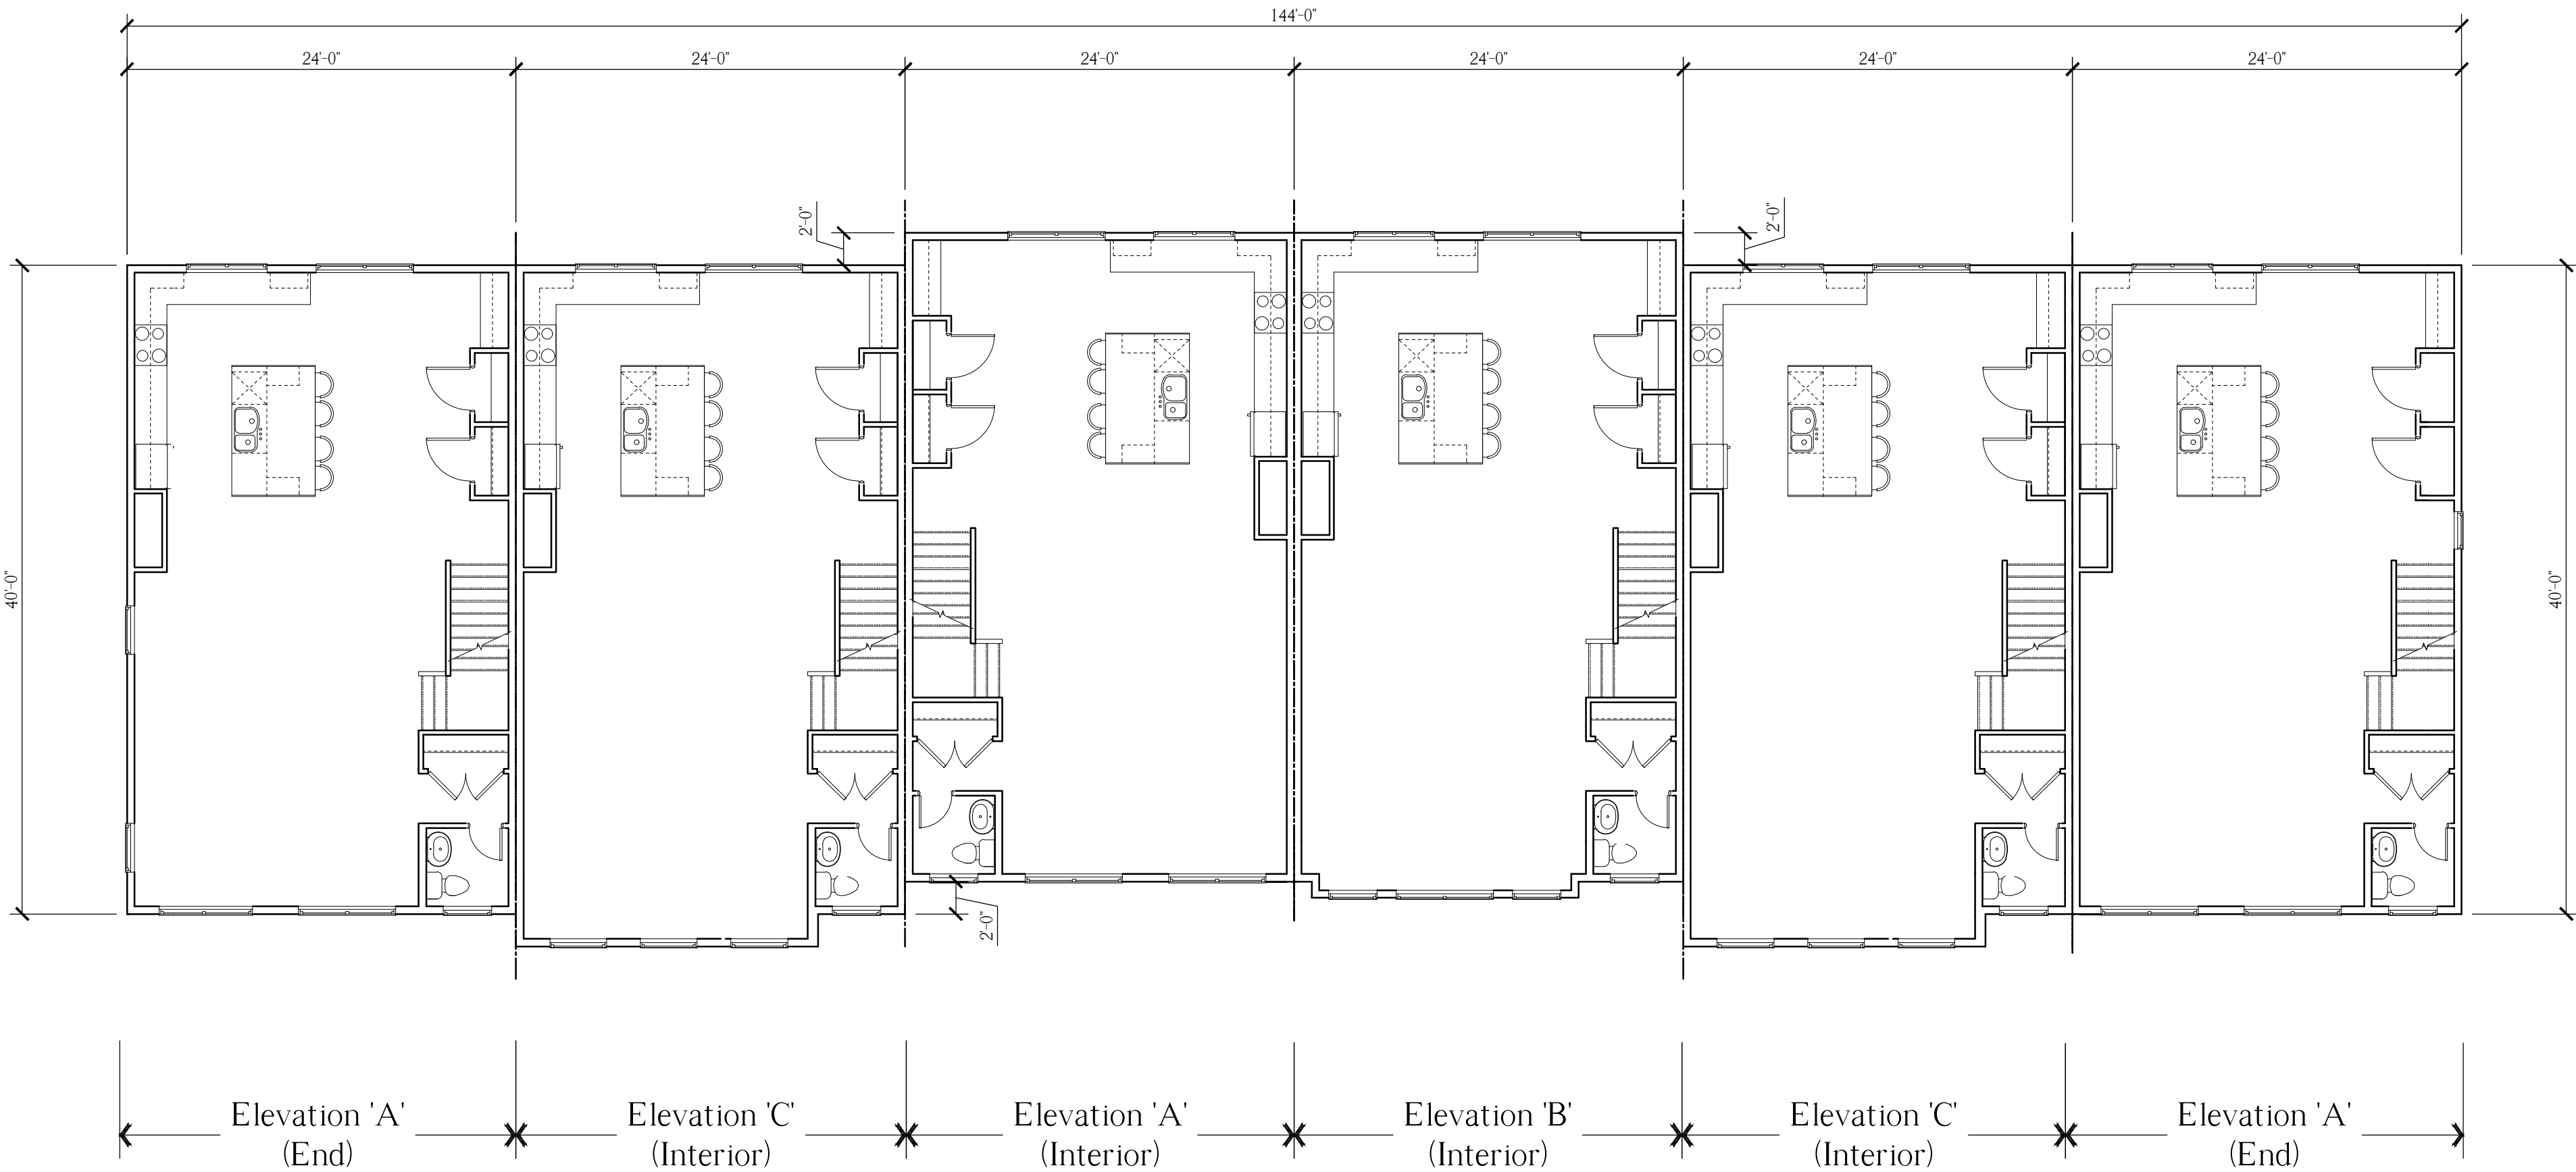 144'-0"
24'-0"
24'-0"
24'-0"
24'-0"
24'-0"
24'-0"
2'-0"
2'-0"
40'-0"
40'-0"
2'-0"
Elevation 'A'
(End)
Elevation 'C'
(Interior)
Elevation 'A'
(Interior)
Elevation 'B'
(Interior)
Elevation 'C'
(Interior)
Elevation 'A'
(End)